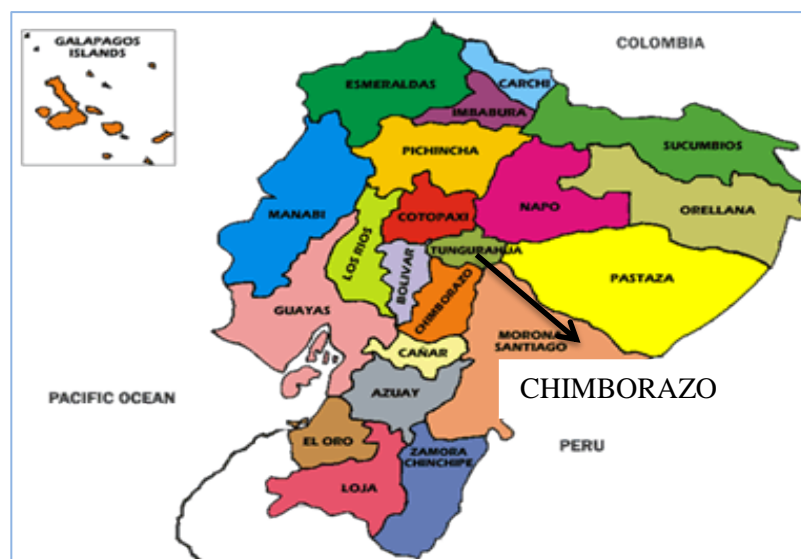 GALAPAGOS
ISLANDS
COLOMBIA
ESMERALDAS
CARCHI
IMBABURA
SUCUMBIOS
PICHINCHA
MANABI
COTOPAXI
NAPO
ORELLANA
LOS RIOS
BOLIVAR
TUNGURAHUA
PASTAZA
CHIMBORAZO
GUAYAS
MORONA
SANTIAGO
CAÑAR
AZUAY
CHIMBORAZO
PACIFIC OCEAN
EL ORO
ZAMORA
CHINCHIPE
PERU
LOJA